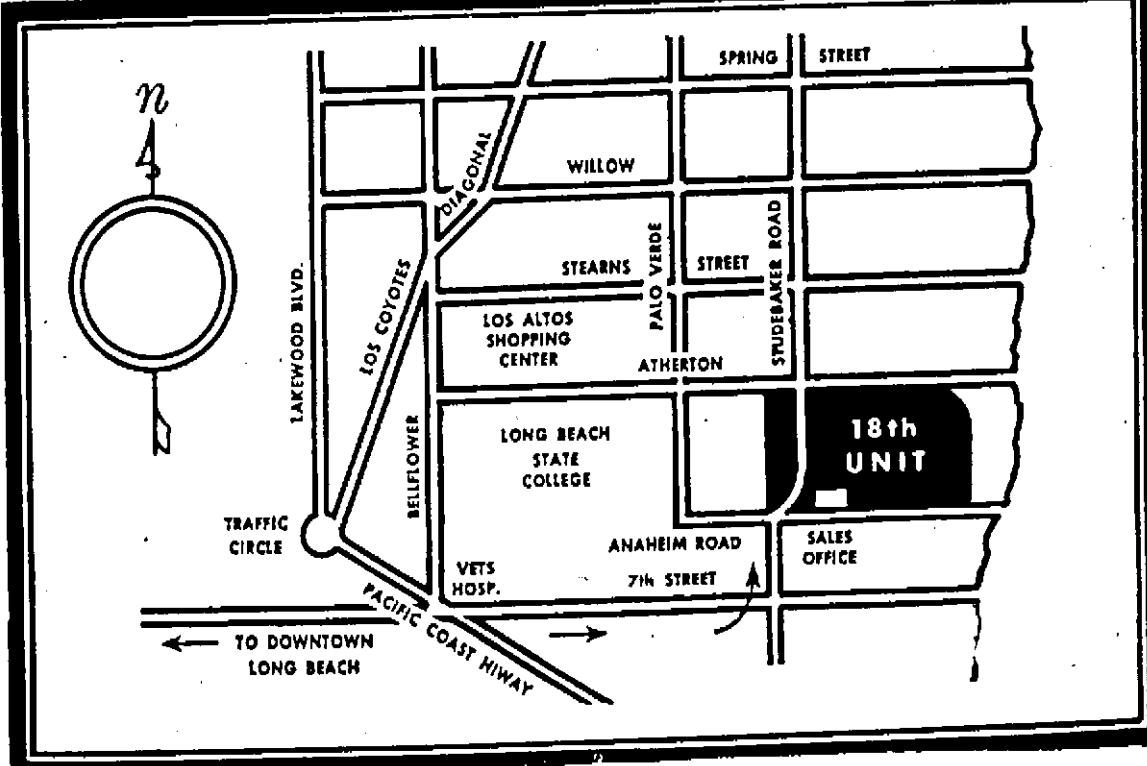 n
SPRING STREET
DIAGONAL
WILLOW
LAKEWOOD BLVD.
LOS COYOTES
STEARNS STREET
PALO VERDE
STUDEBAKER ROAD
LOS ALTOS
SHOPPING
CENTER
ATHERTON
BELLFLOWER
LONG BEACH
STATE
COLLEGE
18th
UNIT
TRAFFIC
CIRCLE
ANAHEIM ROAD
SALES
OFFICE
VETS
HOSP.
7th STREET
PACIFIC COAST HIWAY
TO DOWNTOWN
LONG BEACH